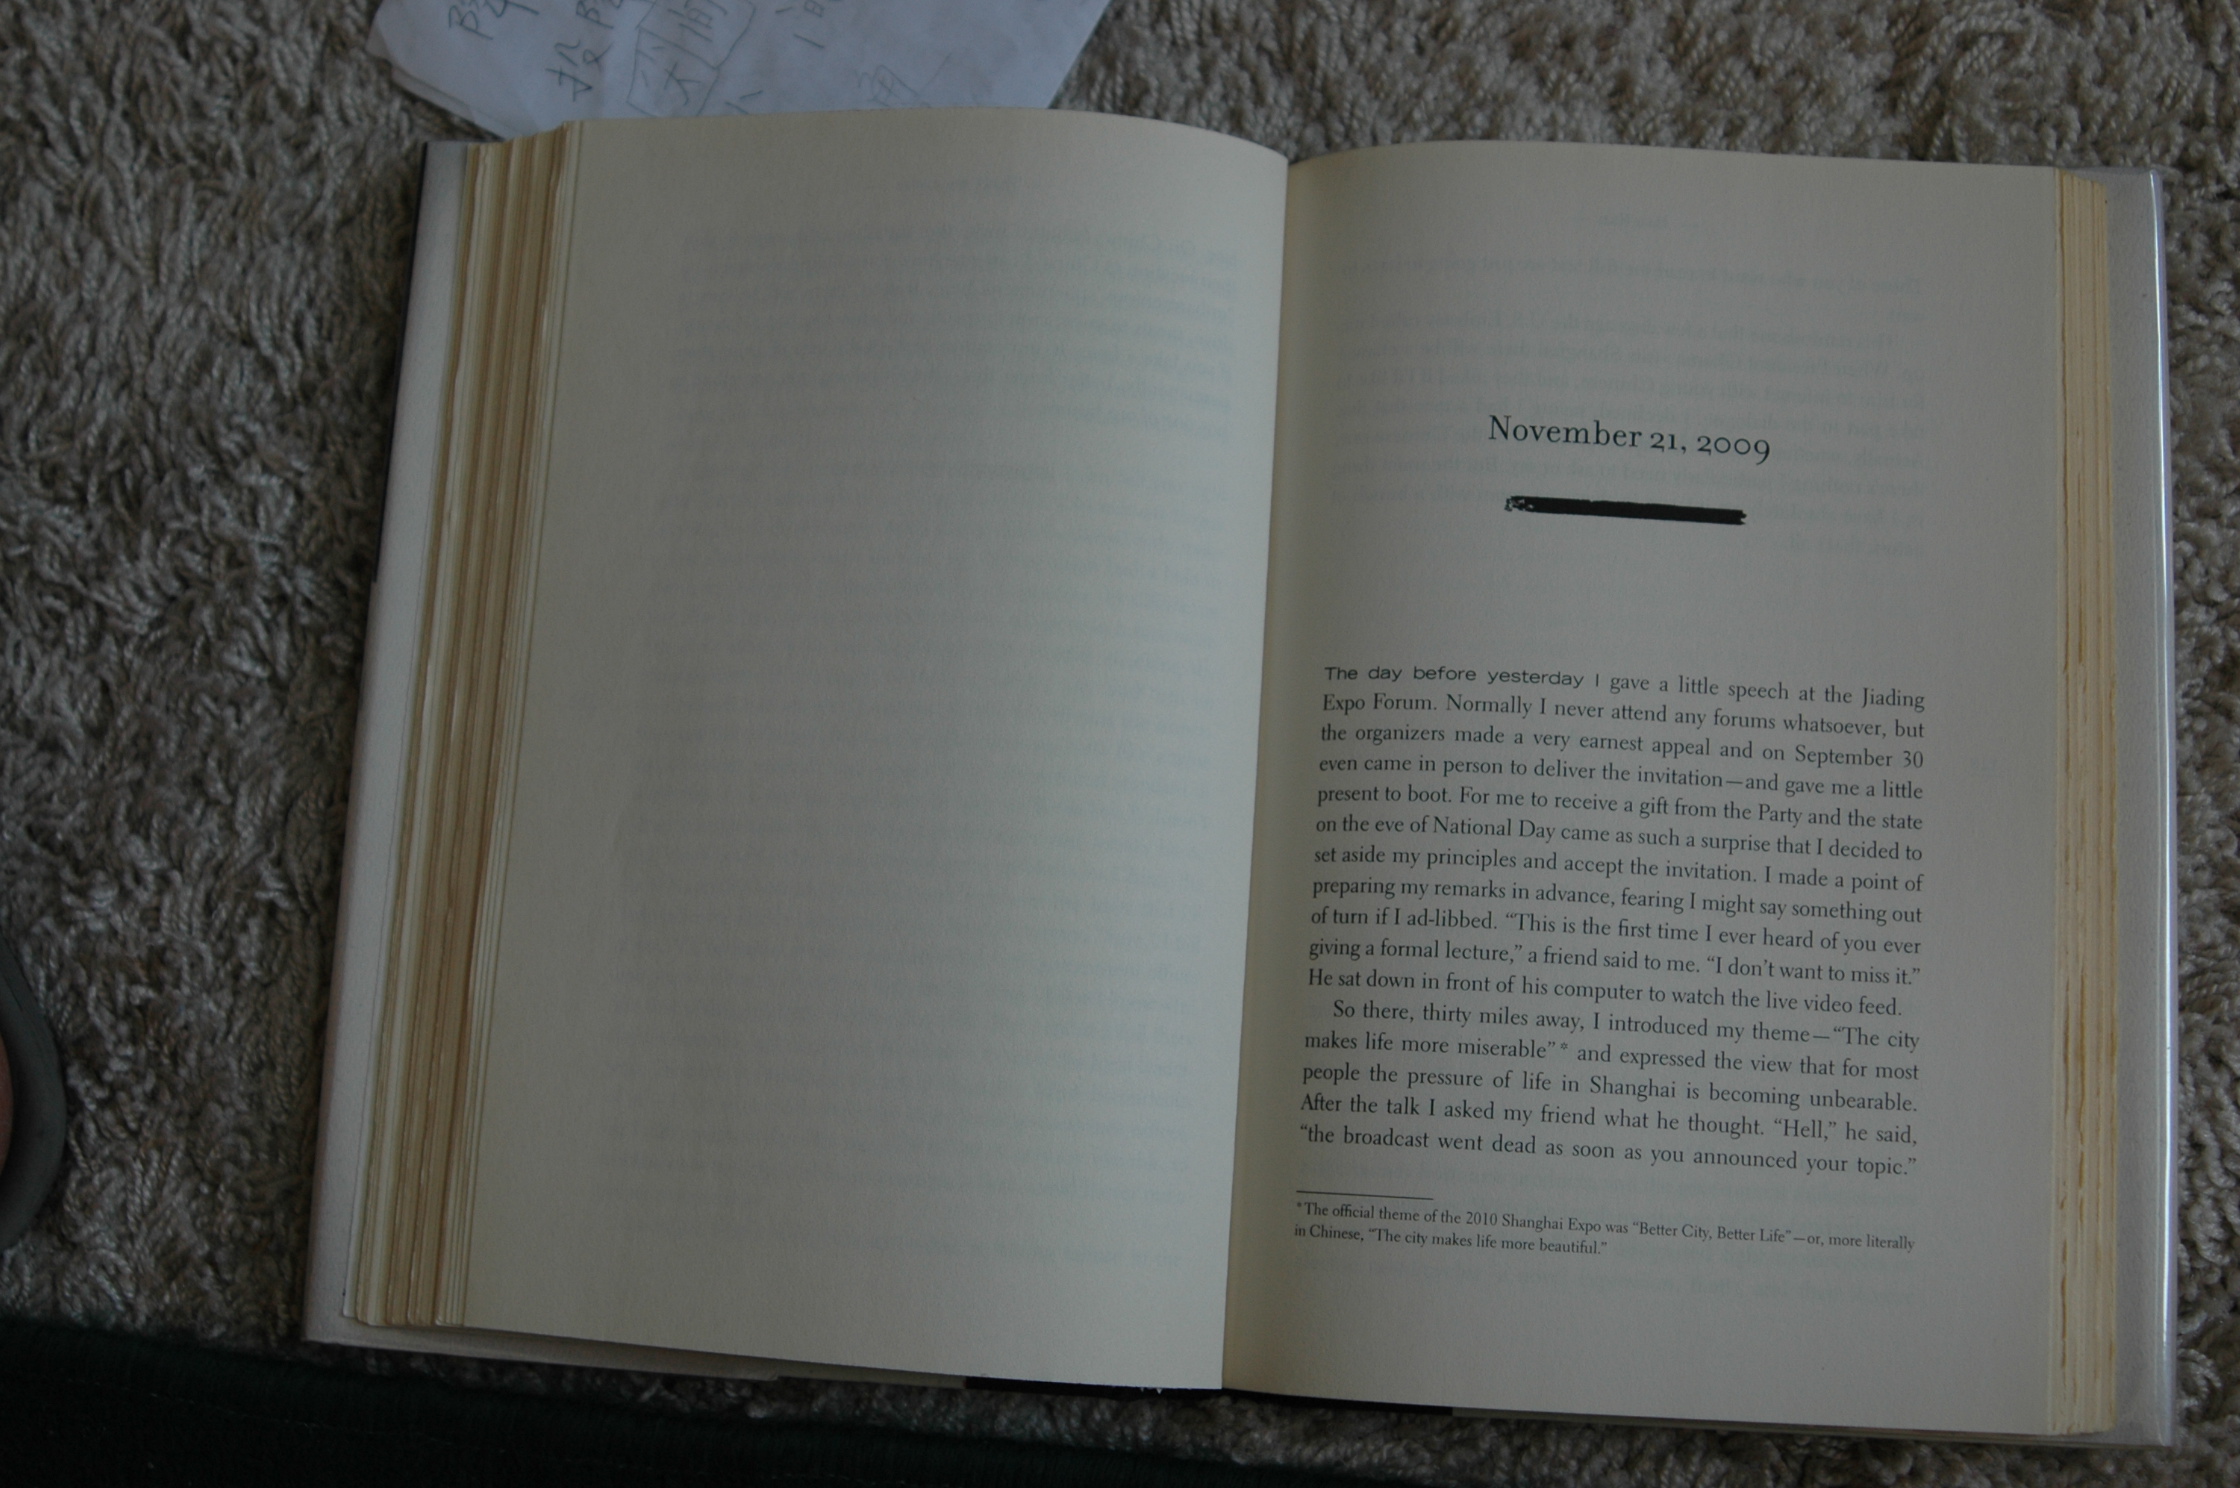 November 21, 2009
The day before yesterday I gave a little speech at the Jiading
Expo Forum. Normally I never attend any forums whatsoever, but
the organizers made a very earnest appeal and on September 30
even came in person to deliver the invitation—and gave me a little
present to boot. For me to receive a gift from the Party and the state
on the eve of National Day came as such a surprise that I decided to
set aside my principles and accept the invitation. I made a point of
preparing my remarks in advance, fearing I might say something out
of turn if I ad-libbed. “This is the first time I ever heard of you ever
giving a formal lecture,” a friend said to me. “I don’t want to miss it.”
He sat down in front of his computer to watch the live video feed.
So there, thirty miles away, I introduced my theme—“The city
makes life more miserable”* and expressed the view that for most
people the pressure of life in Shanghai is becoming unbearable.
After the talk I asked my friend what he thought. “Hell,” he said,
“the broadcast went dead as soon as you announced your topic.”
*The official theme of the 2010 Shanghai Expo was “Better City, Better Life”—or, more literally
in Chinese, “The city makes life more beautiful.”